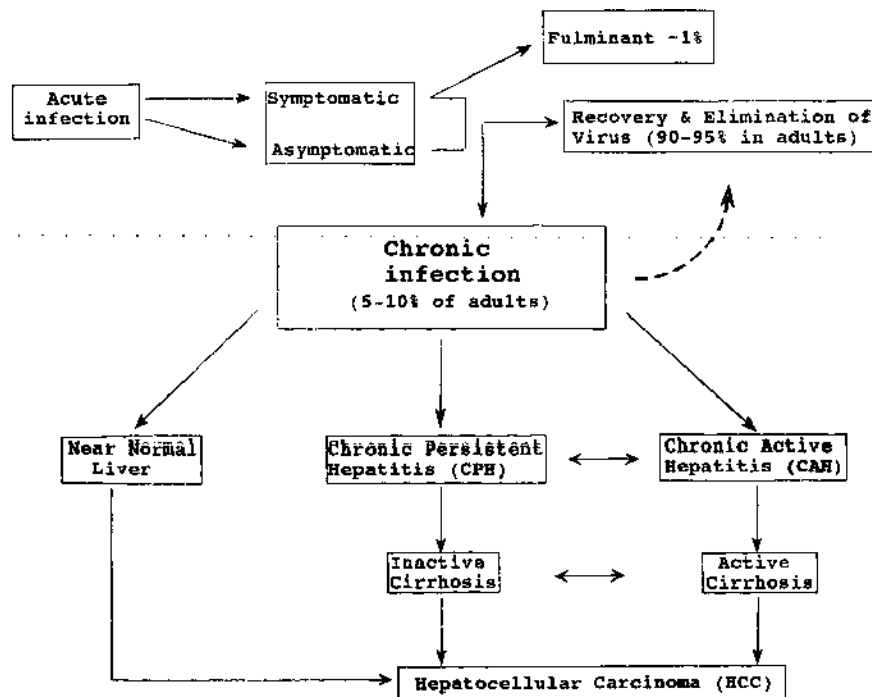 Fulminant ~1%
Acute
infection
Symptomatic
Asymptomatic
Recovery & Elimination of
Virus (90-95% in adults)
Chronic
infection
(5-10% of adults)
Near Normal
Liver
Chronic Persistent
Hepatitis (CPH)
Chronic Active
Hepatitis (CAH)
Inactive
Cirrhosis
Active
Cirrhosis
Hepatocellular Carcinoma (HCC)